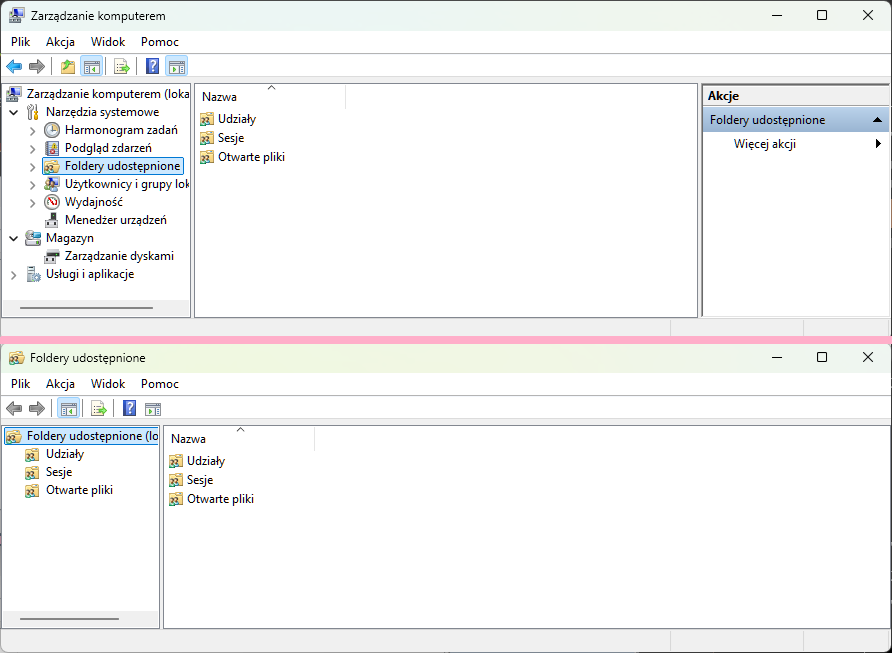 Zarządzanie komputerem
Plik Akcja Widok Pomoc
Zarządzanie komputerem (loka
Narzędzia systemowe
Harmonogram zadań
Podgląd zdarzeń
Foldery udostępnione
Użytkownicy i grupy lok
Wydajność
Menedżer urządzeń
Magazyn
Zarządzanie dyskami
Usługi i aplikacje
Nazwa
Udziały
Sesje
Otwarte pliki
Akcje
Foldery udostępnione
Więcej akcji
Foldery udostępnione
Plik Akcja Widok Pomoc
Foldery udostępnione (lo
Udziały
Sesje
Otwarte pliki
Nazwa
Udziały
Sesje
Otwarte pliki